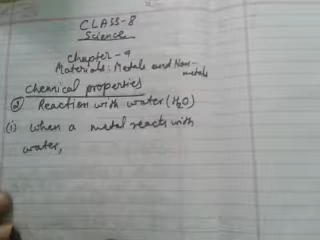 CLASS-8
Science
Chapter - 4
Materials: Metals and Non-
metals
Chemical properties
② Reaction with water (H₂O)
(i) When a metal reacts with
water,